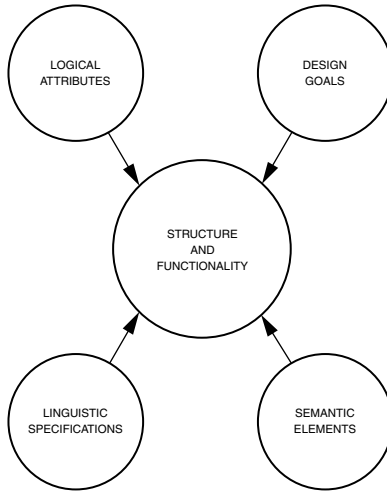 LOGICAL
ATTRIBUTES
DESIGN
GOALS
STRUCTURE
AND
FUNCTIONALITY
LINGUISTIC
SPECIFICATIONS
SEMANTIC
ELEMENTS